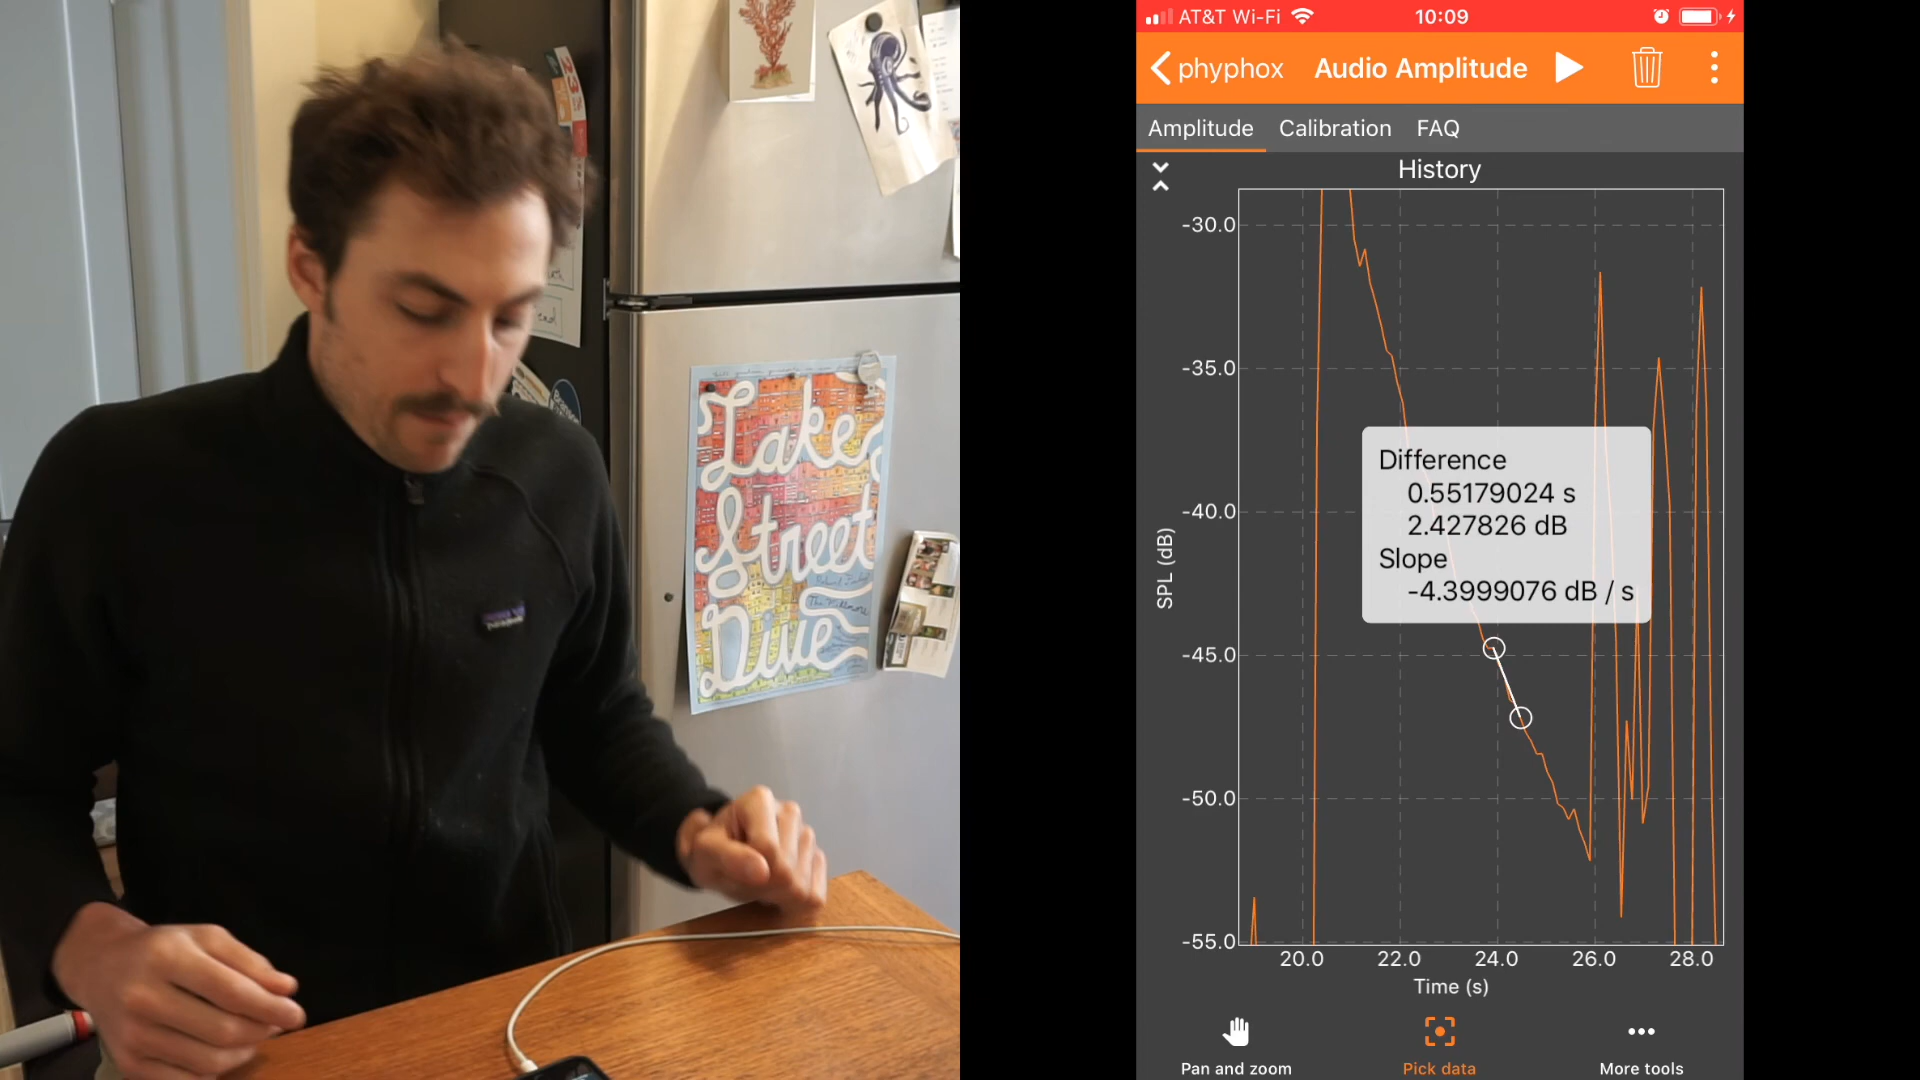 Lake
Street
Dive
The Fillmore
patagonia
AT&T Wi-Fi
10:09
phyphox
Audio Amplitude
Amplitude
Calibration
FAQ
History
-30.0
-35.0
-40.0
-45.0
-50.0
-55.0
SPL (dB)
Difference
0.55179024 s
2.427826 dB
Slope
-4.3999076 dB / s
20.0
22.0
24.0
26.0
28.0
Time (s)
Pan and zoom
Pick data
More tools